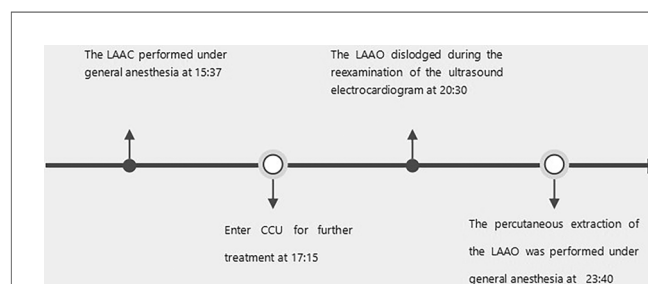 The LAAC performed under
general anesthesia at 15:37
The LAAO dislodged during the
reexamination of the ultrasound
electrocardiogram at 20:30
Enter CCU for further
treatment at 17:15
The percutaneous extraction of
the LAAO was performed under
general anesthesia at 23:40